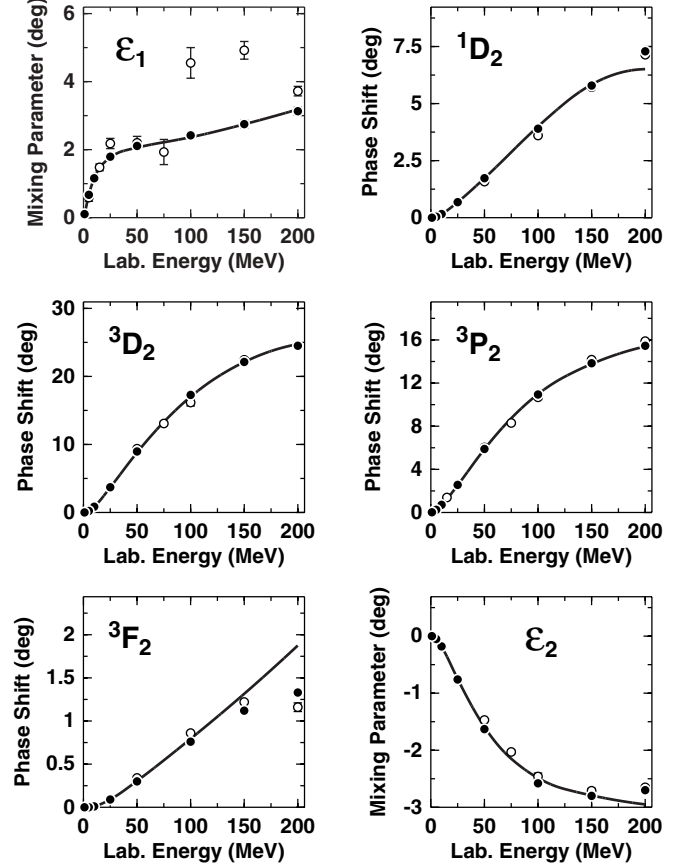 6
4
2
0
Mixing Parameter (deg)
ε₁
0 50 100 150 200
Lab. Energy (MeV)
7.5
5
2.5
0
Phase Shift (deg)
¹D₂
0 50 100 150 200
Lab. Energy (MeV)
30
20
10
0
Phase Shift (deg)
³D₂
0 50 100 150 200
Lab. Energy (MeV)
16
12
8
4
0
Phase Shift (deg)
³P₂
0 50 100 150 200
Lab. Energy (MeV)
2
1.5
1
0.5
0
Phase Shift (deg)
³F₂
0 50 100 150 200
Lab. Energy (MeV)
0
-1
-2
-3
Mixing Parameter (deg)
ε₂
0 50 100 150 200
Lab. Energy (MeV)